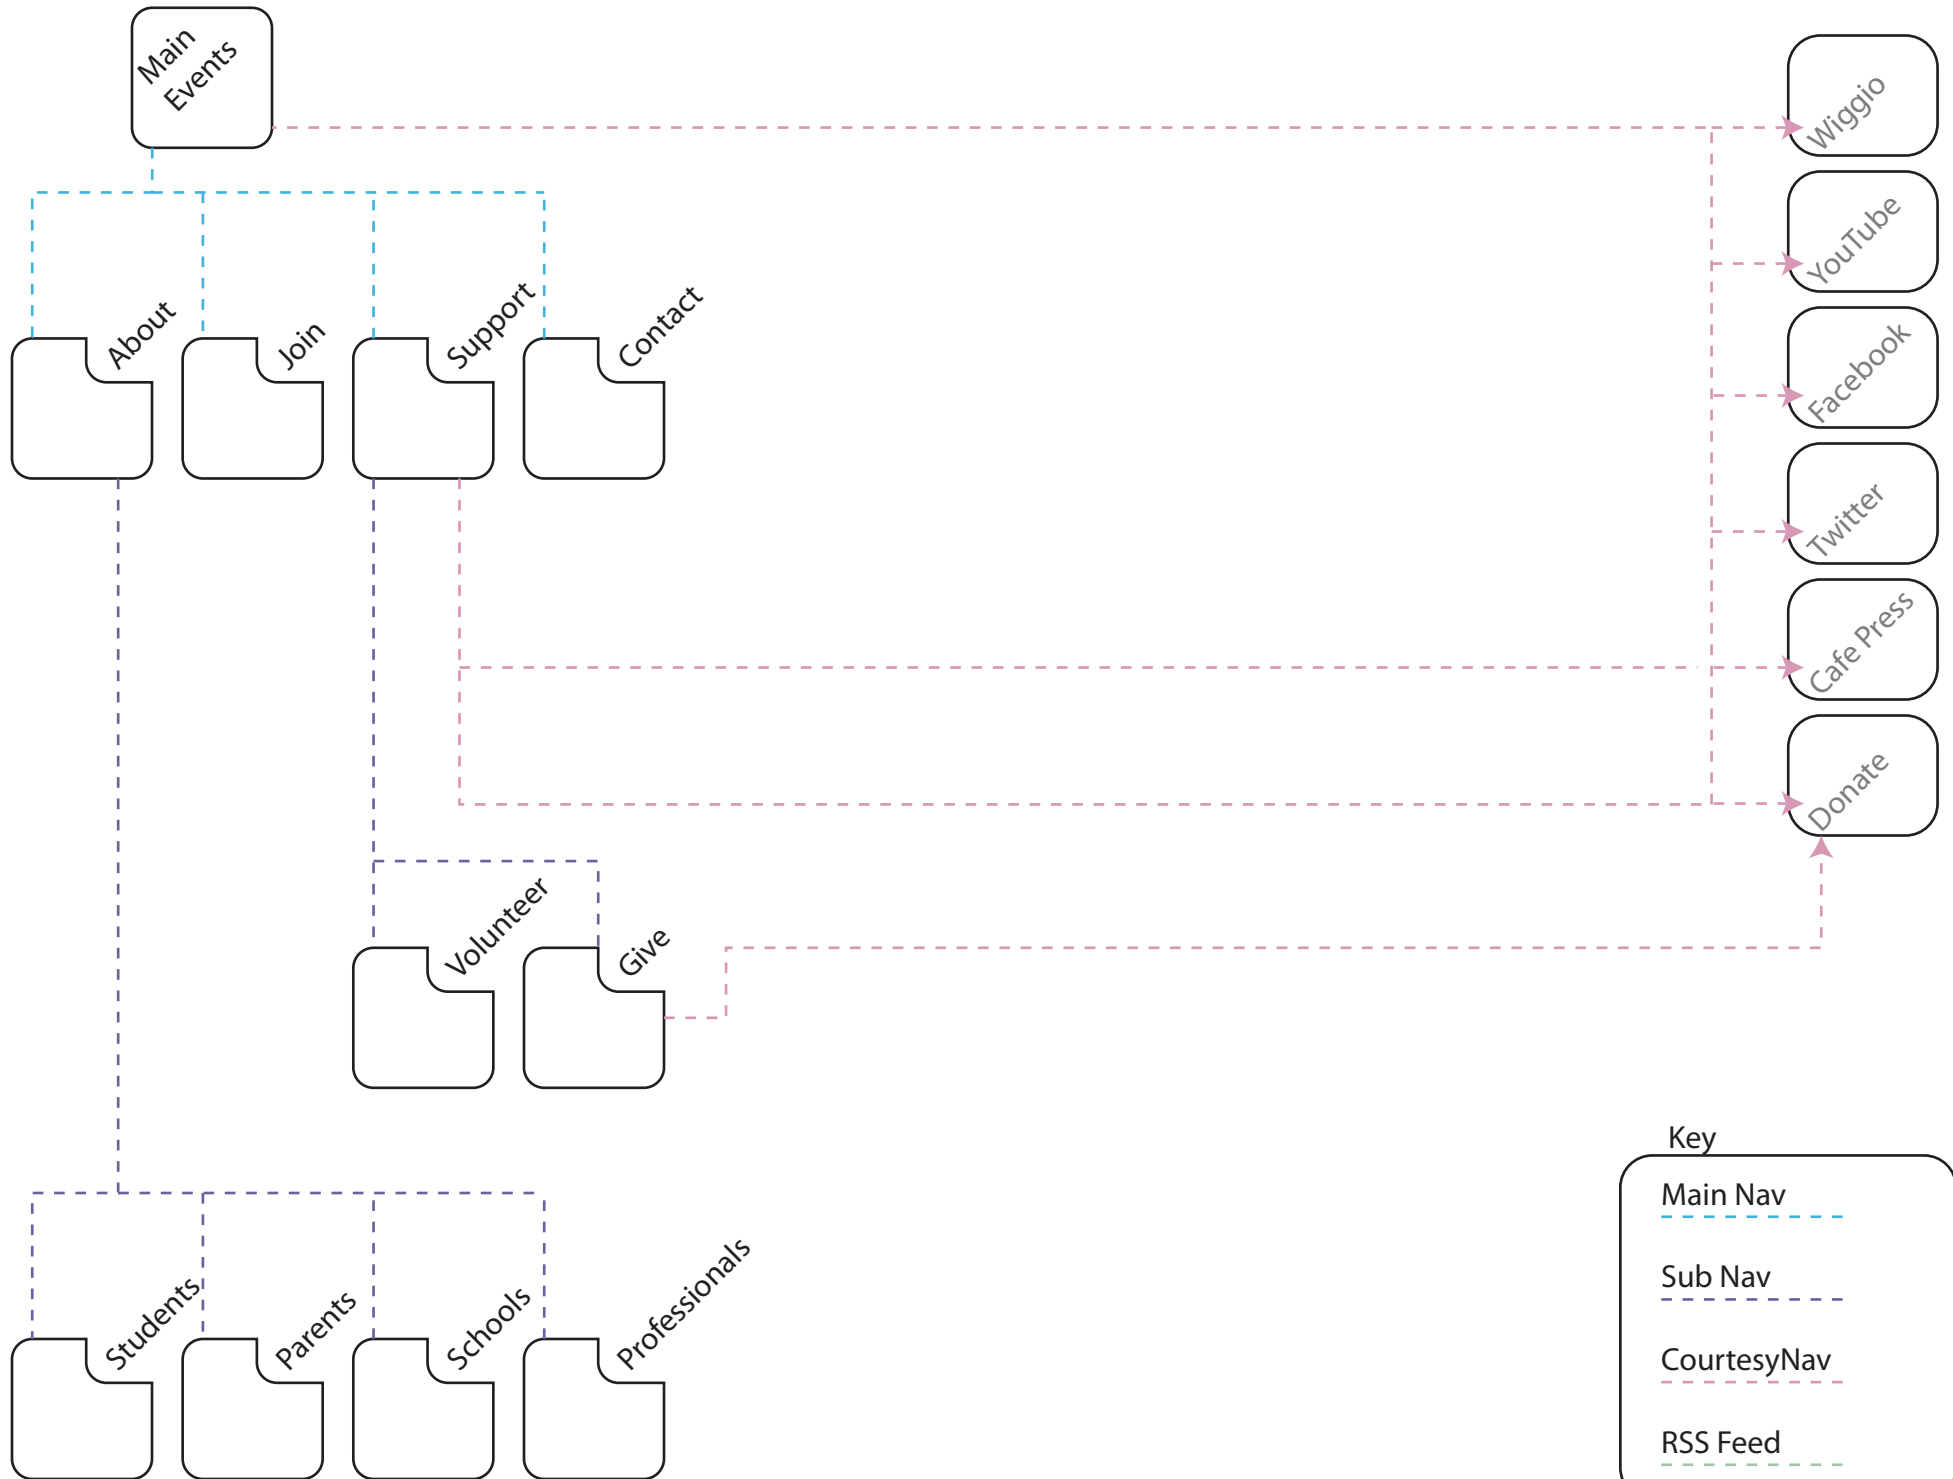 Main
Events
Wiggio
YouTube
Facebook
Twitter
Cafe Press
Donate
About
Join
Support
Contact
Volunteer
Give
Students
Parents
Schools
Professionals
Key
Main Nav
Sub Nav
CourtesyNav
RSS Feed